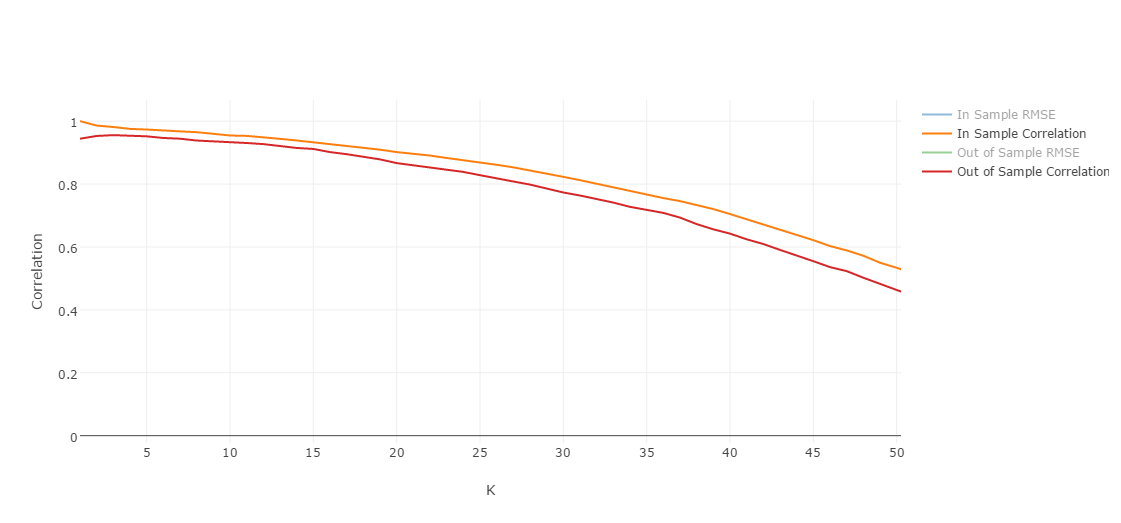 In Sample RMSE
In Sample Correlation
Out of Sample RMSE
Out of Sample Correlation
Correlation
1
0.8
0.6
0.4
0.2
0
5 10 15 20 25 30 35 40 45 50
K